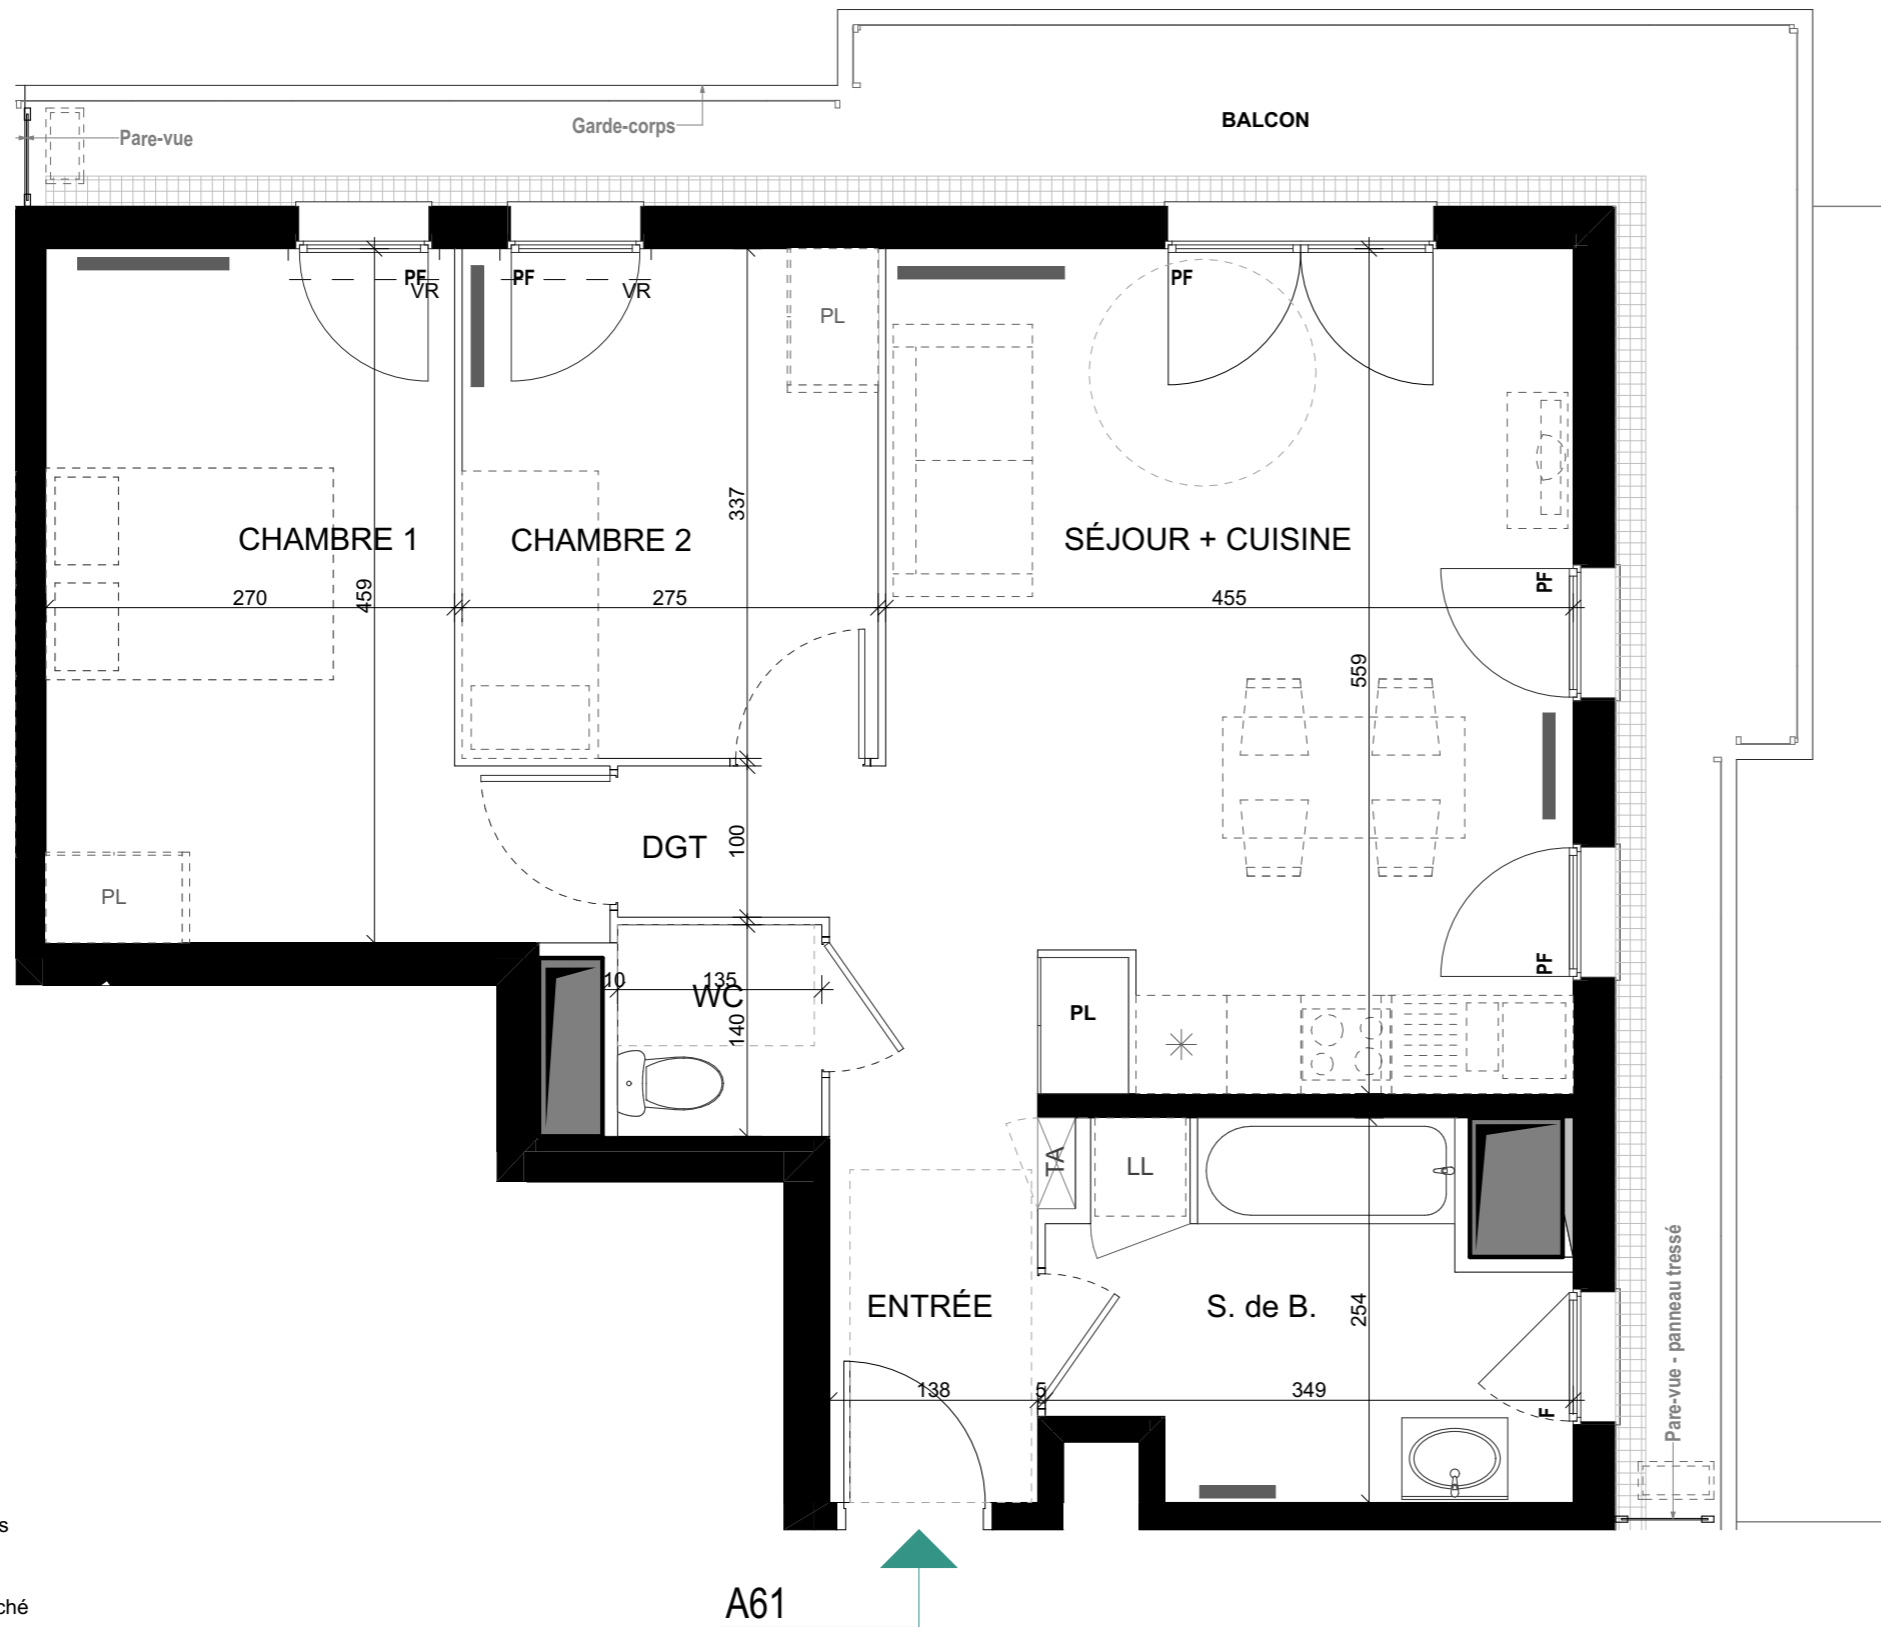 BALCON
Garde-corps
Pare-vue
PF
VR
PF
VR
PL
PF
CHAMBRE 1
CHAMBRE 2
SÉJOUR + CUISINE
337
459
270
275
455
PF
559
DGT
100
PL
PF
10
135
WC
140
PL
TA
LL
ENTRÉE
S. de B.
254
138
5
349
F
Pare-vue - panneau tressé
s
A61
ché